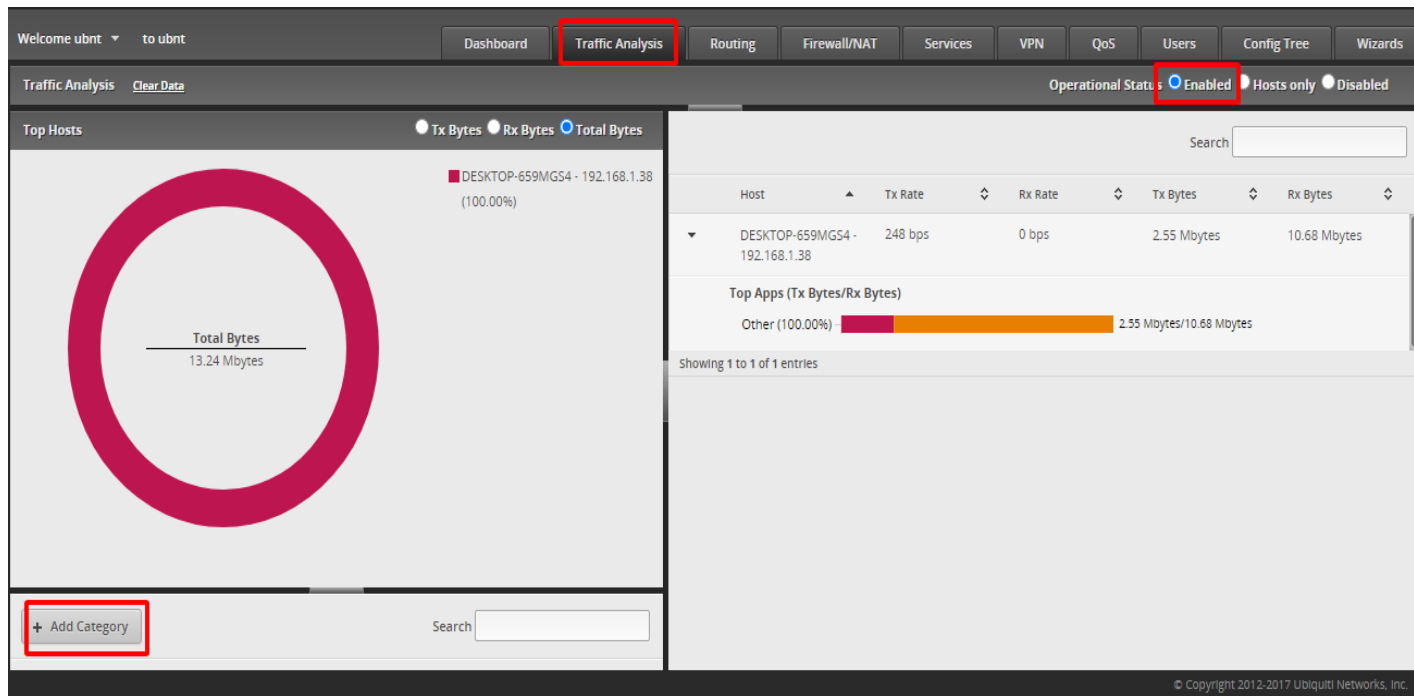 Welcome ubnt to ubnt
Dashboard Traffic Analysis Routing Firewall/NAT Services VPN QoS Users Config Tree Wizards
Traffic Analysis Clear Data
Operational Status Enabled Hosts only Disabled
Top Hosts
Tx Bytes Rx Bytes Total Bytes
DESKTOP-659MGS4 - 192.168.1.38
(100.00%)
Total Bytes
13.24 Mbytes
+ Add Category
Search
Search
Host Tx Rate Rx Rate Tx Bytes Rx Bytes
DESKTOP-659MGS4 - 248 bps 0 bps 2.55 Mbytes 10.68 Mbytes
192.168.1.38
Top Apps (Tx Bytes/Rx Bytes)
Other (100.00%) 2.55 Mbytes/10.68 Mbytes
Showing 1 to 1 of 1 entries
© Copyright 2012-2017 Ubiquiti Networks, Inc.